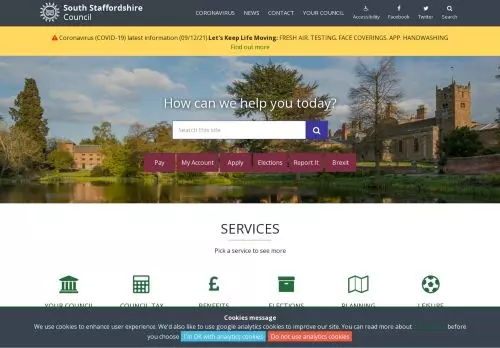 South Staffordshire
Council
CORONAVIRUS NEWS CONTACT YOUR COUNCIL Accessibility Facebook Twitter Search
Coronavirus (COVID-19) latest information (09/12/21) Let's Keep Life Moving: FRESH AIR. TESTING. FACE COVERINGS. APP. HANDWASHING
Find out more
How can we help you today?
Search this site
Pay My Account Apply Elections Report It Brexit
SERVICES
Pick a service to see more
£
YOUR COUNCIL COUNCIL TAX BENEFITS ELECTIONS PLANNING LEISURE
Cookies message
We use cookies to enhance user experience. We'd also like to use google analytics cookies to improve our site. You can read more about before
you choose I'm OK with analytics cookies Do not use analytics cookies